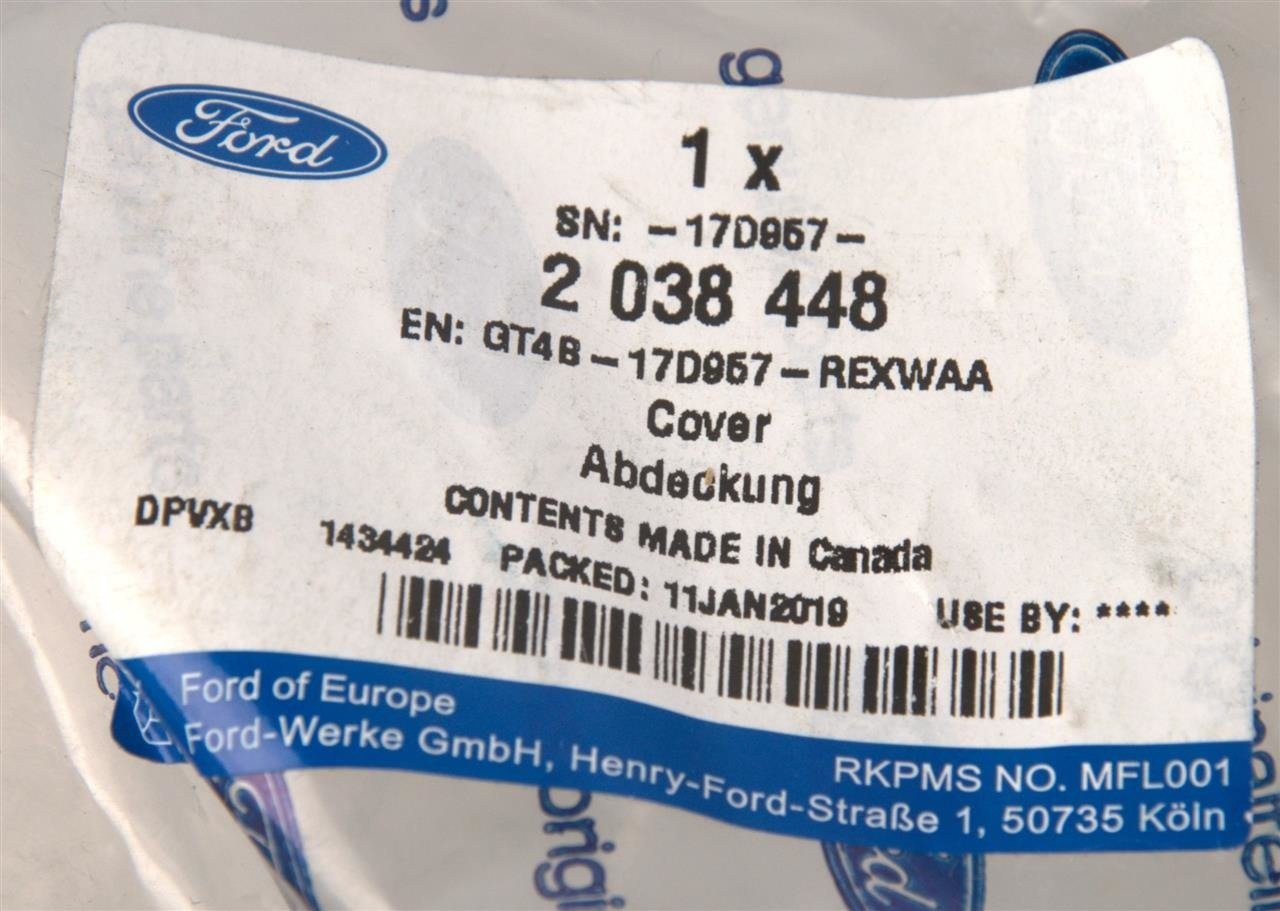 Ford
1 x
SN: -17D957-
2 038 448
EN: GT4B-17D957-REXWAA
Cover
Abdeckung
CONTENTS MADE IN Canada
DPVXB 1434424 PACKED: 11JAN2019 USE BY: ****
Ford of Europe
Ford-Werke GmbH, Henry-Ford-Straße 1, 50735 Köln
RKPMS NO. MFL001